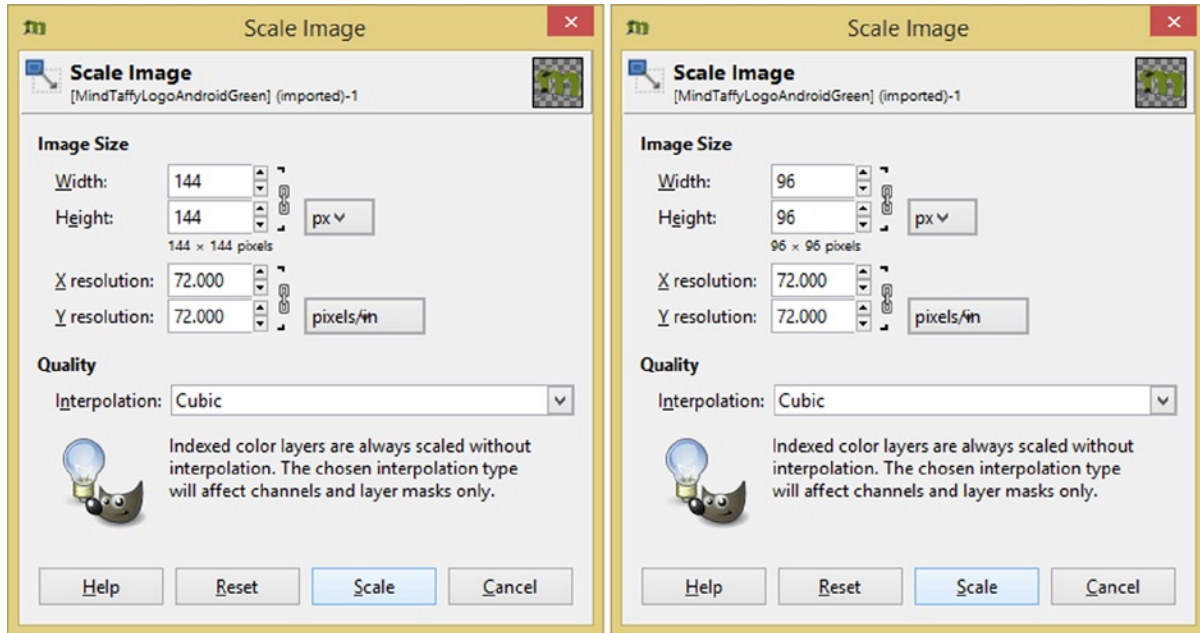 Scale Image
Scale Image
[MindTaffyLogoAndroidGreen] (imported)-1
Image Size
Width: 144
Height: 144 px
144 × 144 pixels
X resolution: 72.000
Y resolution: 72.000 pixels/in
Quality
Interpolation: Cubic
Indexed color layers are always scaled without
interpolation. The chosen interpolation type
will affect channels and layer masks only.
Help Reset Scale Cancel
Scale Image
Scale Image
[MindTaffyLogoAndroidGreen] (imported)-1
Image Size
Width: 96
Height: 96 px
96 × 96 pixels
X resolution: 72.000
Y resolution: 72.000 pixels/in
Quality
Interpolation: Cubic
Indexed color layers are always scaled without
interpolation. The chosen interpolation type
will affect channels and layer masks only.
Help Reset Scale Cancel